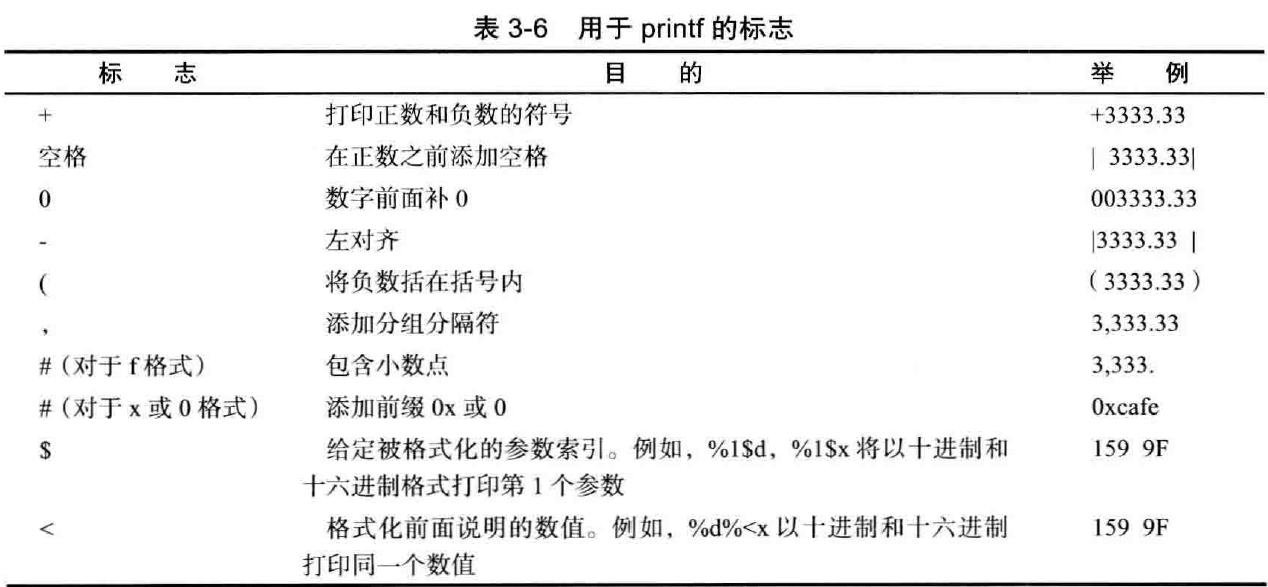 表 3-6 用于 printf 的标志
标 志 目 的 举 例
+ 打印正数和负数的符号 +3333.33
空格 在正数之前添加空格 | 3333.33|
0 数字前面补 0 003333.33
- 左对齐 |3333.33 |
( 将负数括在括号内 (3333.33)
, 添加分组分隔符 3,333.33
# (对于 f 格式) 包含小数点 3,333.
# (对于 x 或 0 格式) 添加前缀 0x 或 0 0xcafe
$ 给定被格式化的参数索引。例如, %1$d, %1$x 将以十进制和 159 9F
十六进制格式打印第 1 个参数
< 格式化前面说明的数值。例如, %d%<x 以十进制和十六进制 159 9F
打印同一个数值